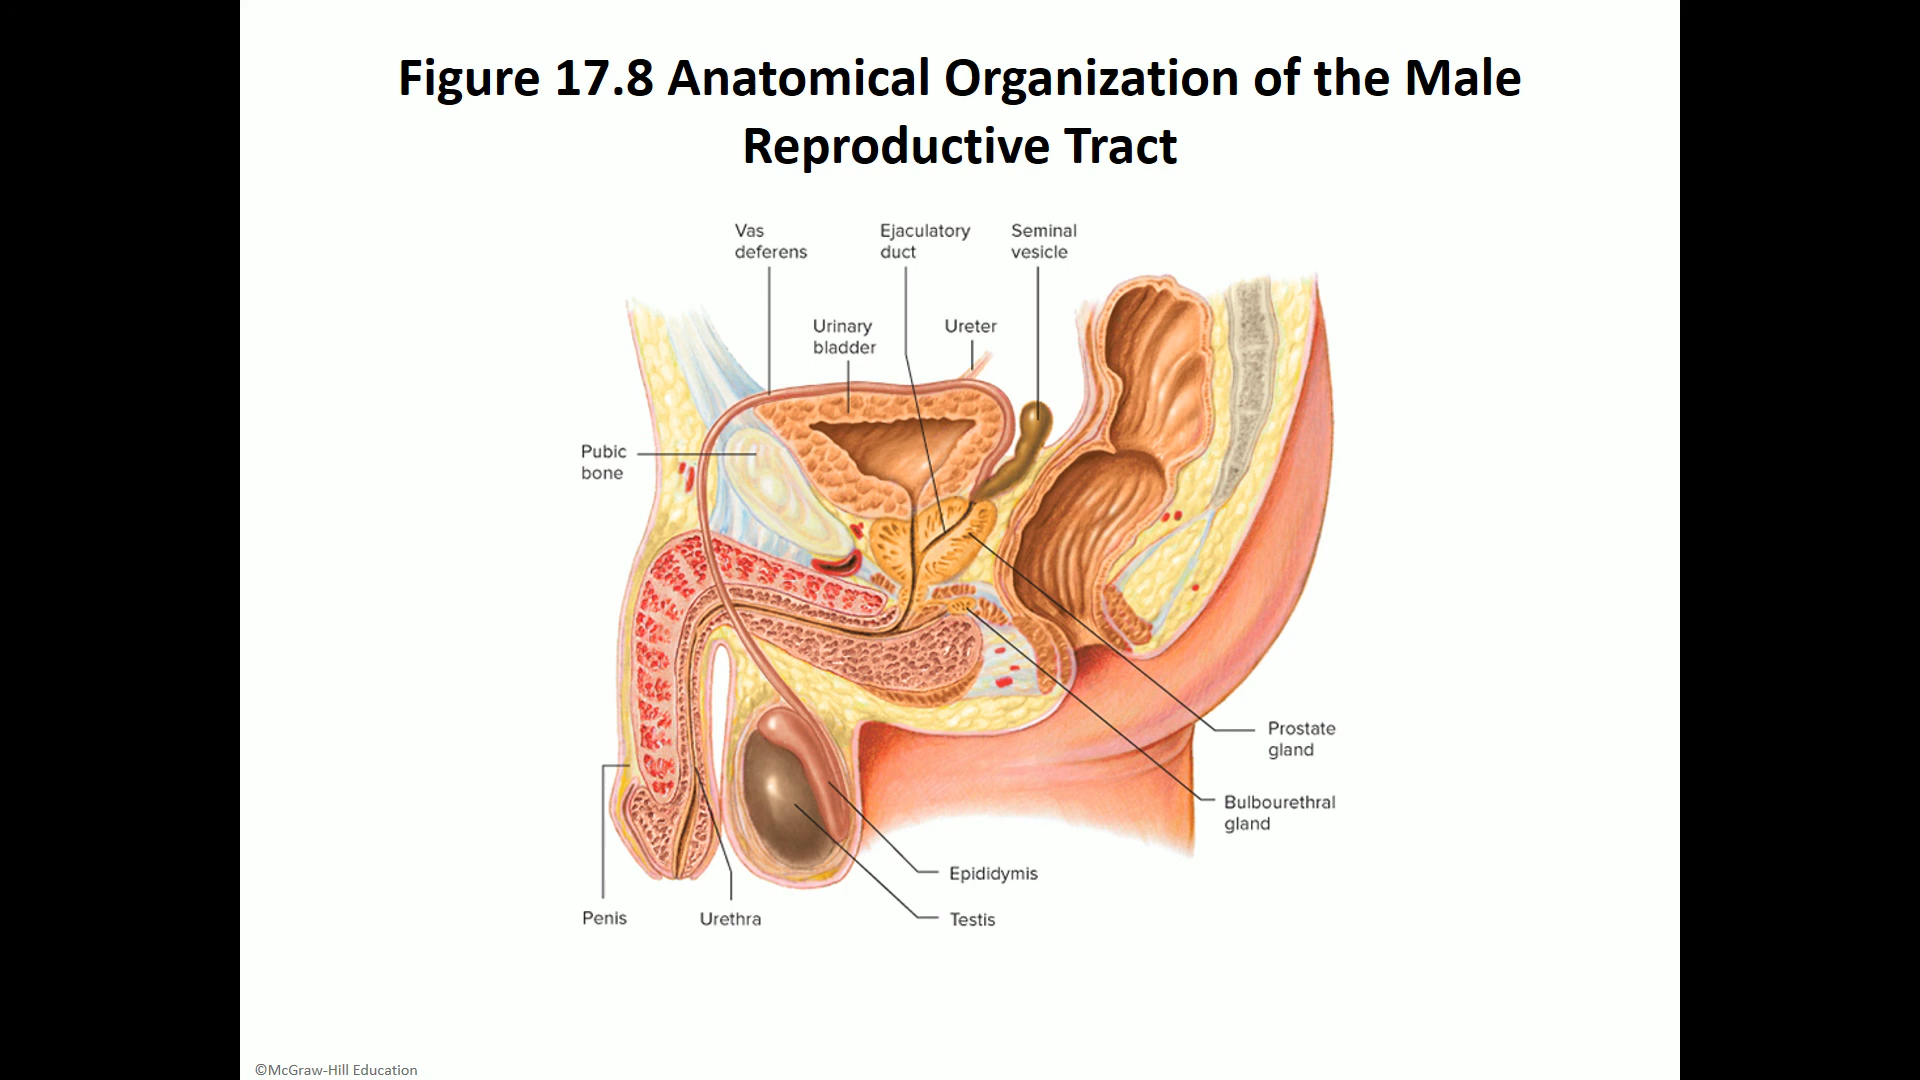 Figure 17.8 Anatomical Organization of the Male
Reproductive Tract
Vas
deferens
Ejaculatory
duct
Seminal
vesicle
Urinary
bladder
Ureter
Pubic
bone
Prostate
gland
Bulbourethral
gland
Epididymis
Testis
Penis
Urethra
©McGraw-Hill Education